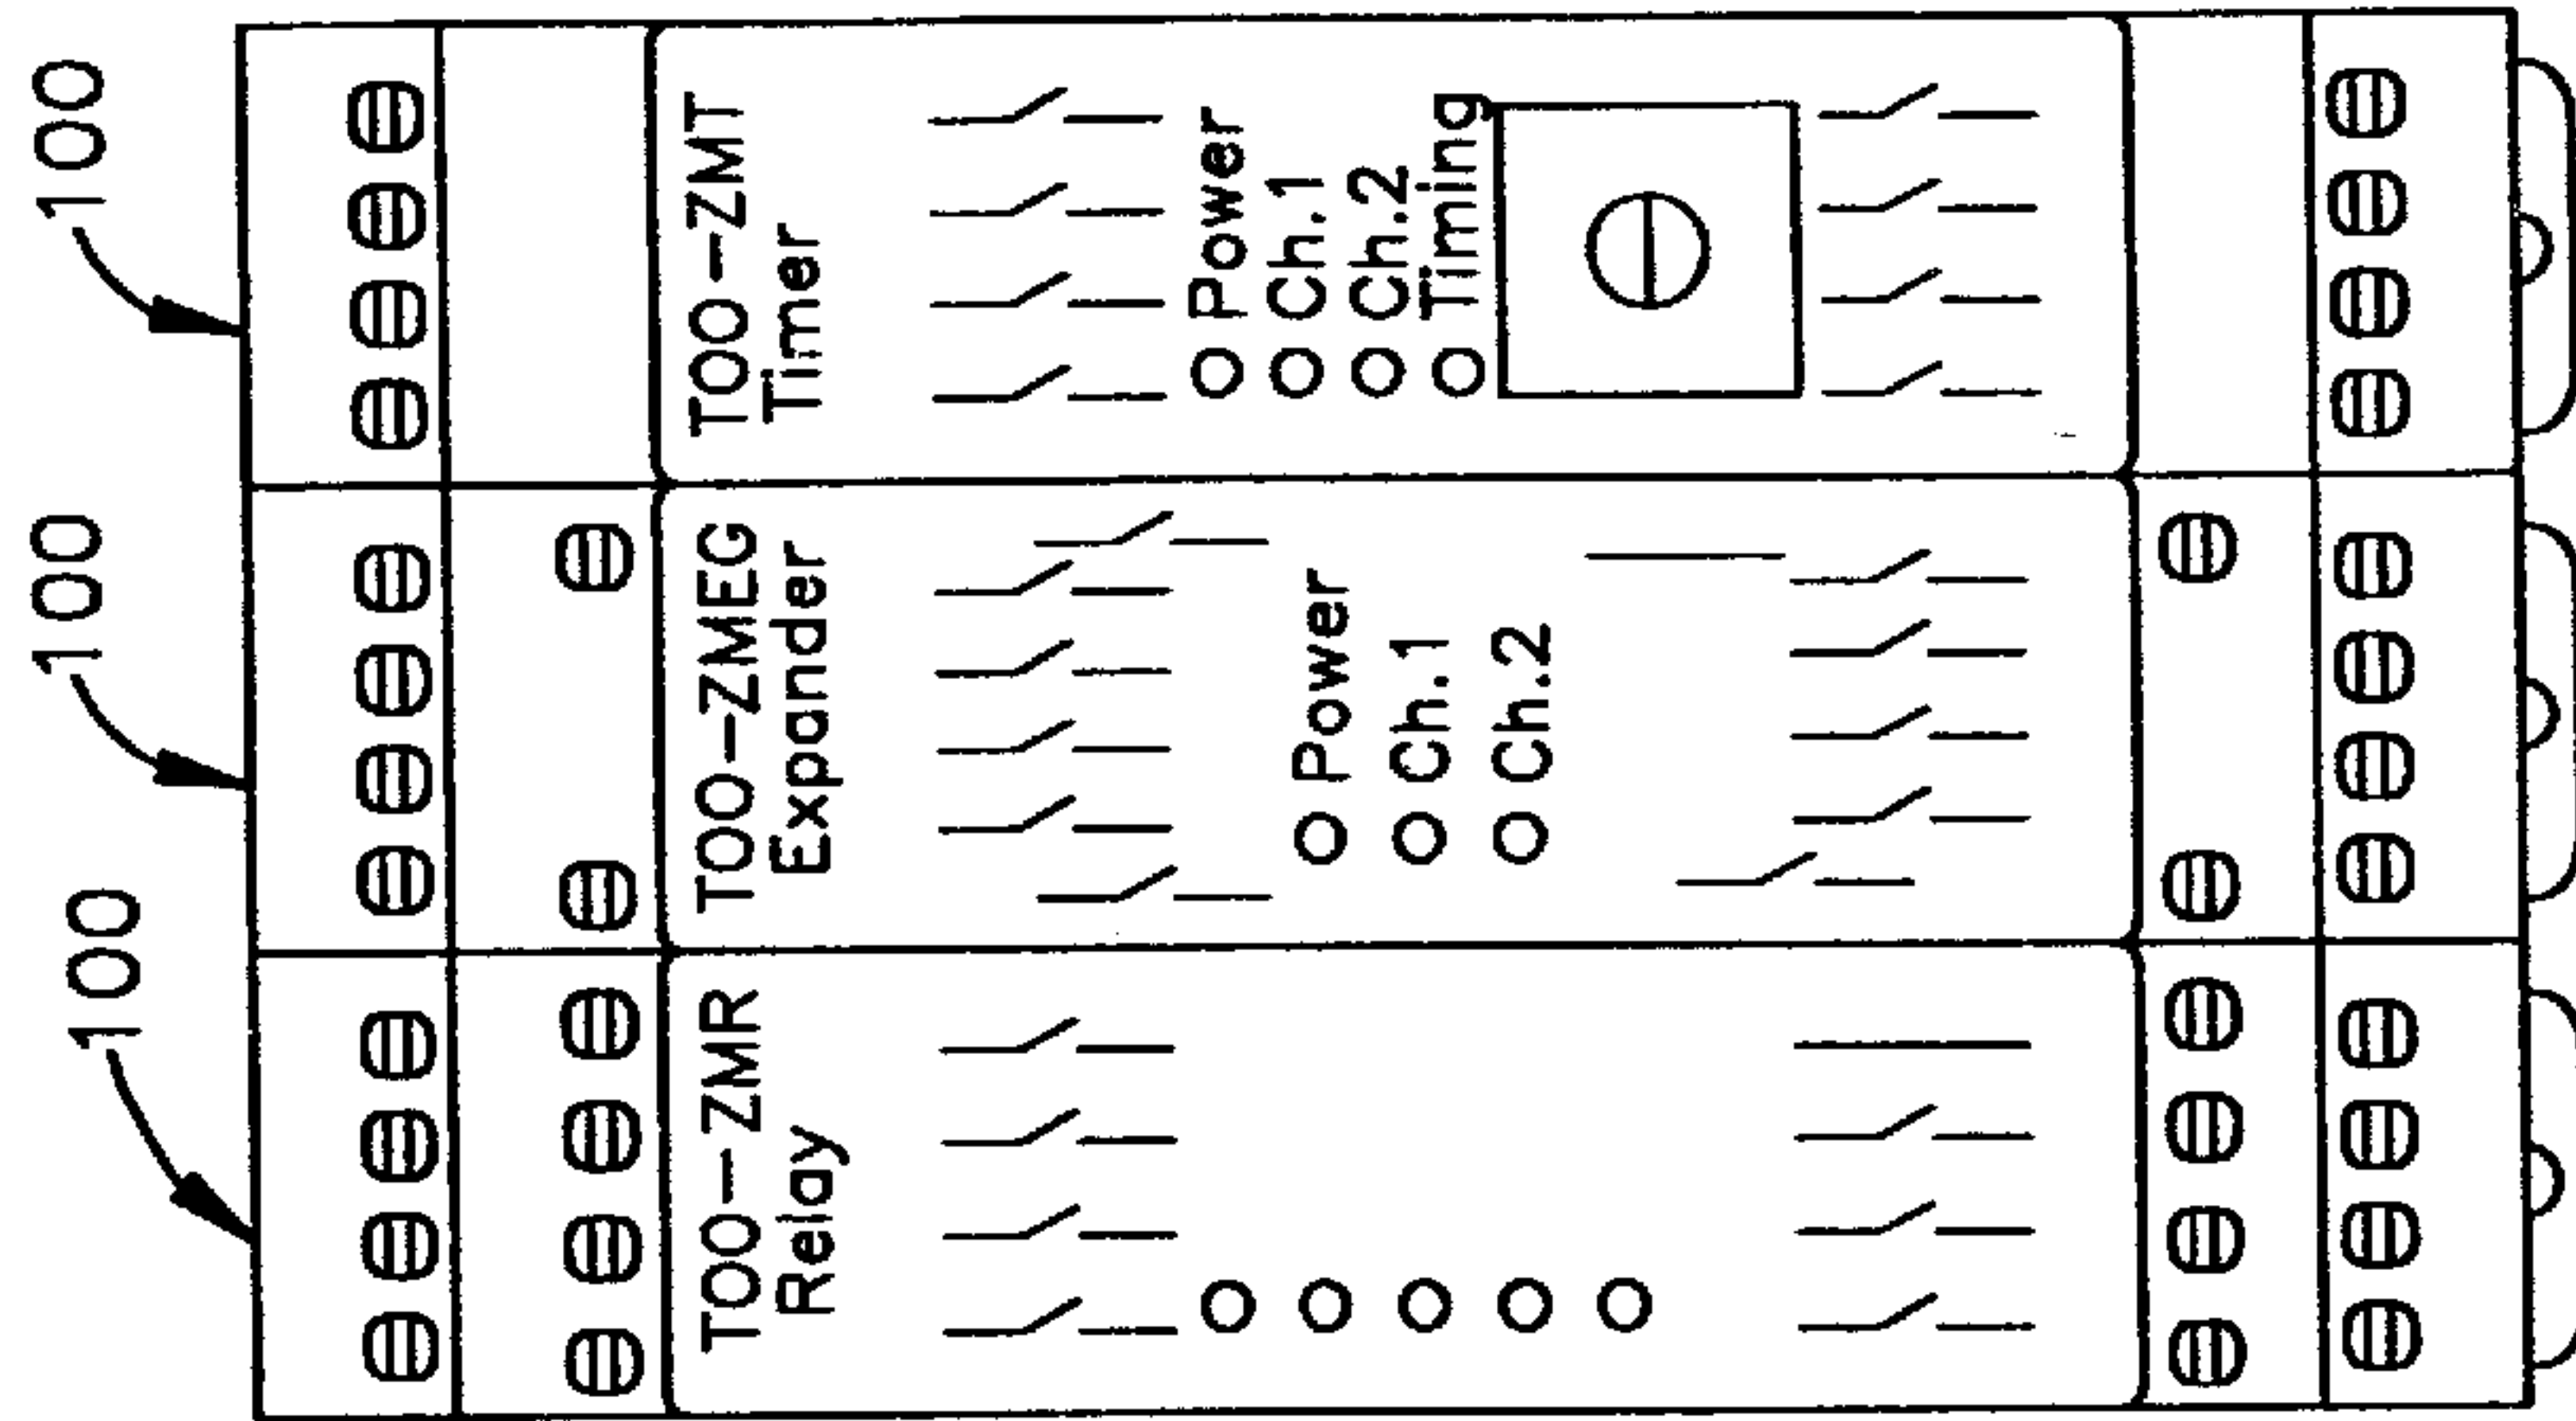 100
100
100
TOO-ZMR
Relay
TOO-ZMEG
Expander
Power
Ch.1
Ch.2
TOO-ZMT
Timer
Power
Ch.1
Ch.2
Timing